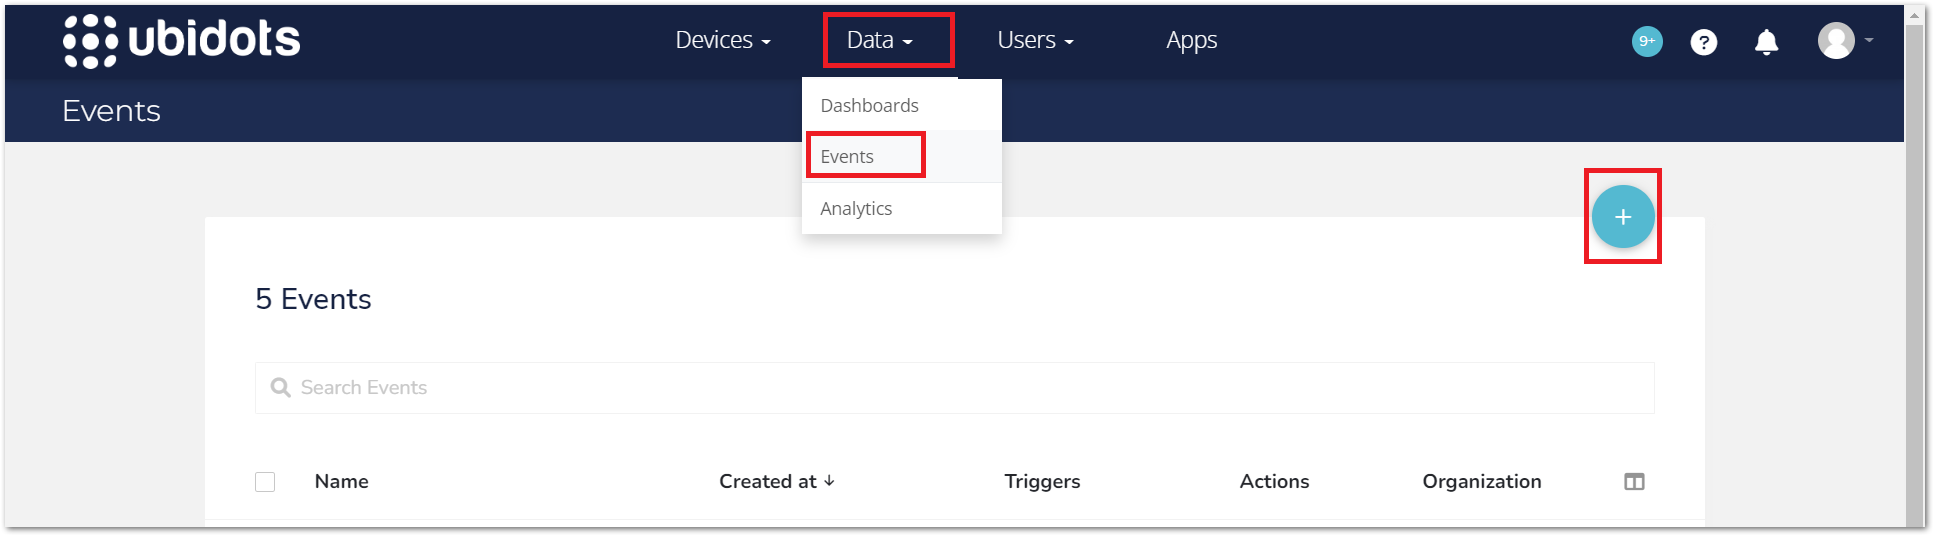 ubidots Devices Data Users Apps 9+ ?
Events
Dashboards
Events
Analytics
+
5 Events
Search Events
Name Created at ↓ Triggers Actions Organization